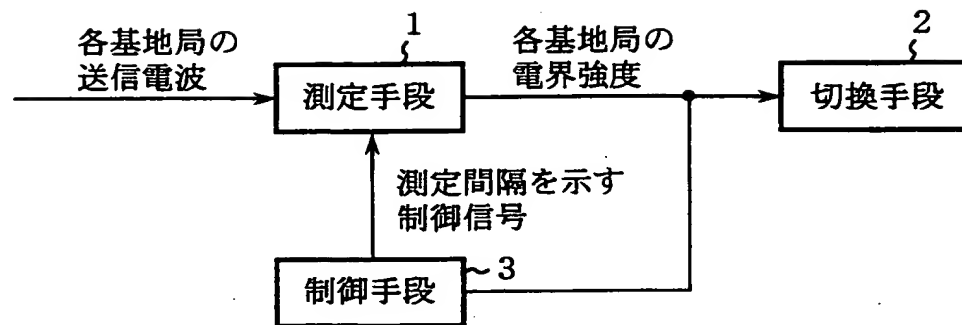 各基地局の
送信電波
1
測定手段
各基地局の
電界強度
2
切換手段
測定間隔を示す
制御信号
3
制御手段